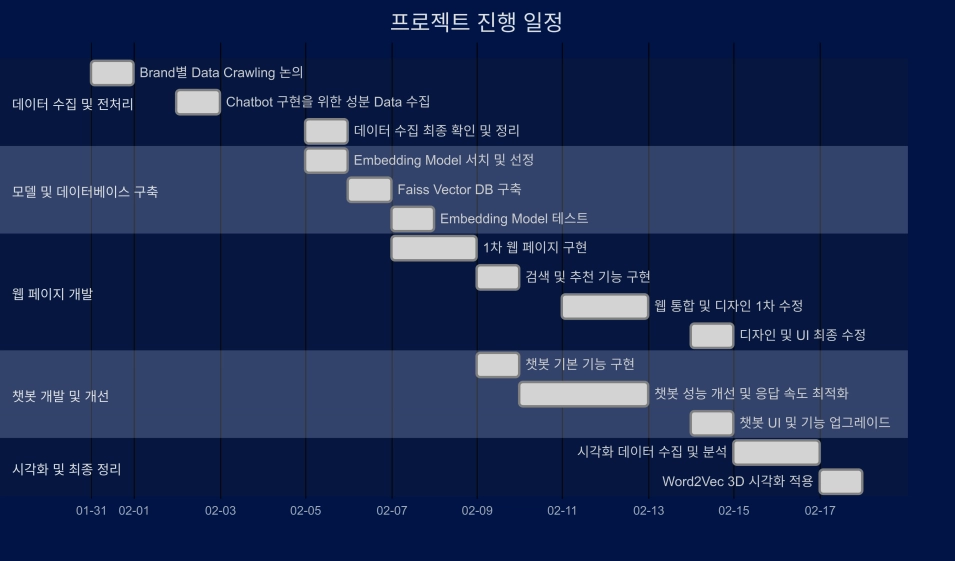 프로젝트 진행 일정
데이터 수집 및 전처리
Brand별 Data Crawling 논의
Chatbot 구현을 위한 성분 Data 수집
데이터 수집 최종 확인 및 정리
모델 및 데이터베이스 구축
Embedding Model 서치 및 선정
Faiss Vector DB 구축
Embedding Model 테스트
웹 페이지 개발
1차 웹 페이지 구현
검색 및 추천 기능 구현
웹 통합 및 디자인 1차 수정
디자인 및 UI 최종 수정
챗봇 개발 및 개선
챗봇 기본 기능 구현
챗봇 성능 개선 및 응답 속도 최적화
챗봇 UI 및 기능 업그레이드
시각화 및 최종 정리
시각화 데이터 수집 및 분석
Word2Vec 3D 시각화 적용
01-31 02-01 02-03 02-05 02-07 02-09 02-11 02-13 02-15 02-17